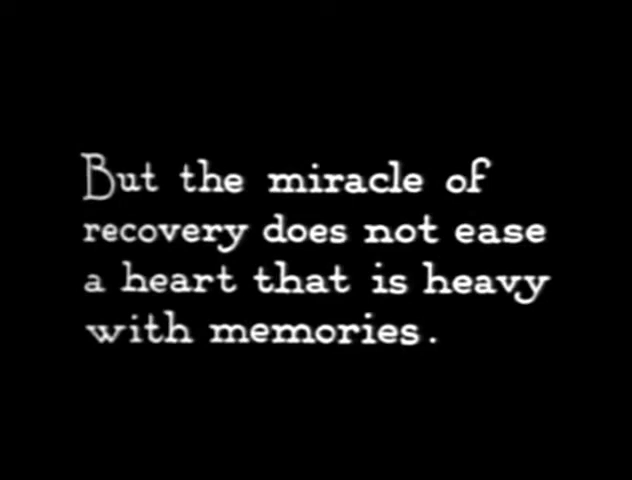 But the miracle of
recovery does not ease
a heart that is heavy
with memories.